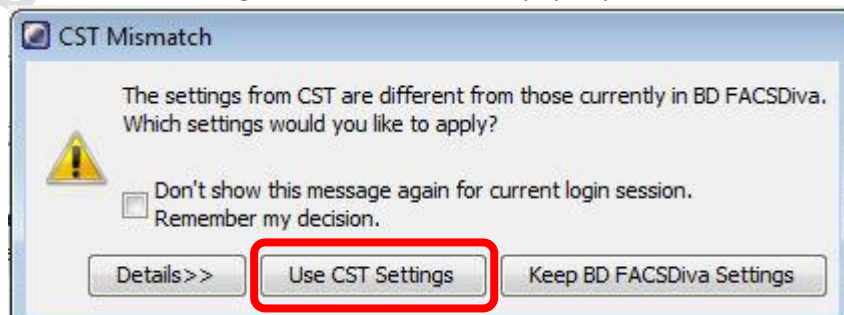 CST Mismatch
The settings from CST are different from those currently in BD FACSDiva.
Which settings would you like to apply?
Don't show this message again for current login session.
Remember my decision.
Details>> Use CST Settings Keep BD FACSDiva Settings